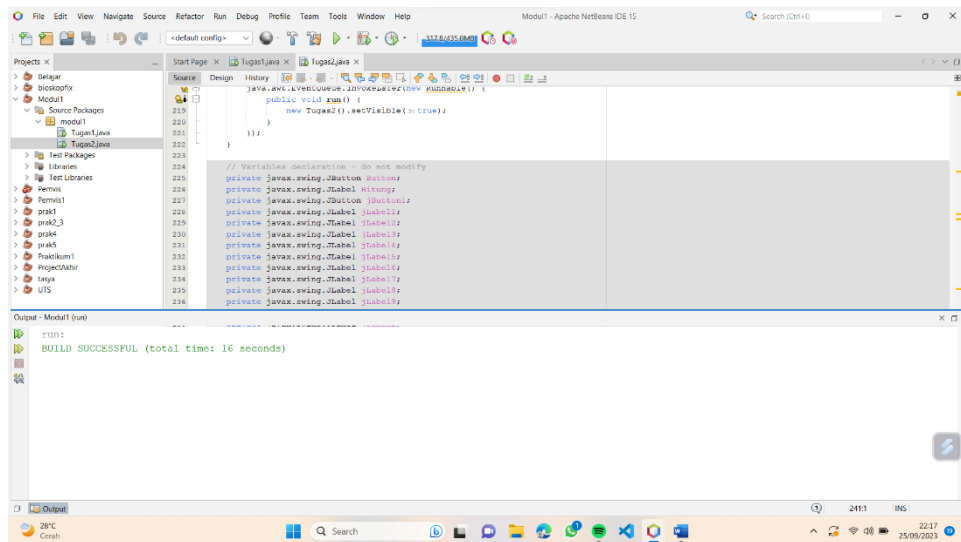 File Edit View Navigate Source Refactor Run Debug Profile Team Tools Window Help
Modul1 - Apache NetBeans IDE 15
Search (Ctrl+I)
<default config>
317.8/435.0MB
Projects
Start Page
Tugas1.java
Tugas2.java
Source Design History
Belajar
bioskopfix
Modul1
Source Packages
modul1
Tugas1.java
Tugas2.java
Test Packages
Libraries
Test Libraries
Pemvis
Pemvis1
prak1
prak2_3
prak4
prak5
Praktikum1
ProjectAkhir
tasya
UTS
java.awt.EventQueue.invokeLater(new Runnable() {
public void run() {
219 new Tugas2().setVisible(b:true);
220 }
221 });
222 }
223
224 // Variables declaration - do not modify
225 private javax.swing.JButton Button;
226 private javax.swing.JLabel Hitung;
227 private javax.swing.JButton jButton1;
228 private javax.swing.JLabel jLabel1;
229 private javax.swing.JLabel jLabel2;
230 private javax.swing.JLabel jLabel3;
231 private javax.swing.JLabel jLabel4;
232 private javax.swing.JLabel jLabel5;
233 private javax.swing.JLabel jLabel6;
234 private javax.swing.JLabel jLabel7;
235 private javax.swing.JLabel jLabel8;
236 private javax.swing.JLabel jLabel9;
Output - Modul1 (run)
run:
BUILD SUCCESSFUL (total time: 16 seconds)
Output
241:1 INS
28°C
Cerah
Search
22:17
25/09/2023